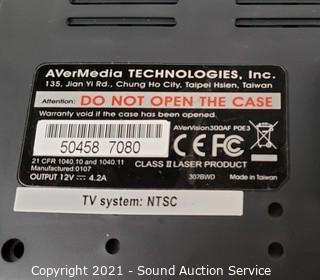 AVerMedia TECHNOLOGIES, Inc.
135, Jian Yi Rd., Chung Ho City, Taipei Hsien, Taiwan
Attention: DO NOT OPEN THE CASE
Warranty void if the case has been opened.
AVerVision300AF P0E3
50458 7080
CE FC
21 CFR 1040.10 and 1040.11
CLASS II LASER PRODUCT
Manufactured:0107
OUTPUT 12V 4.2A
307BWD
Made in Taiwan
TV system: NTSC
Copyright © 2021 - Sound Auction Service